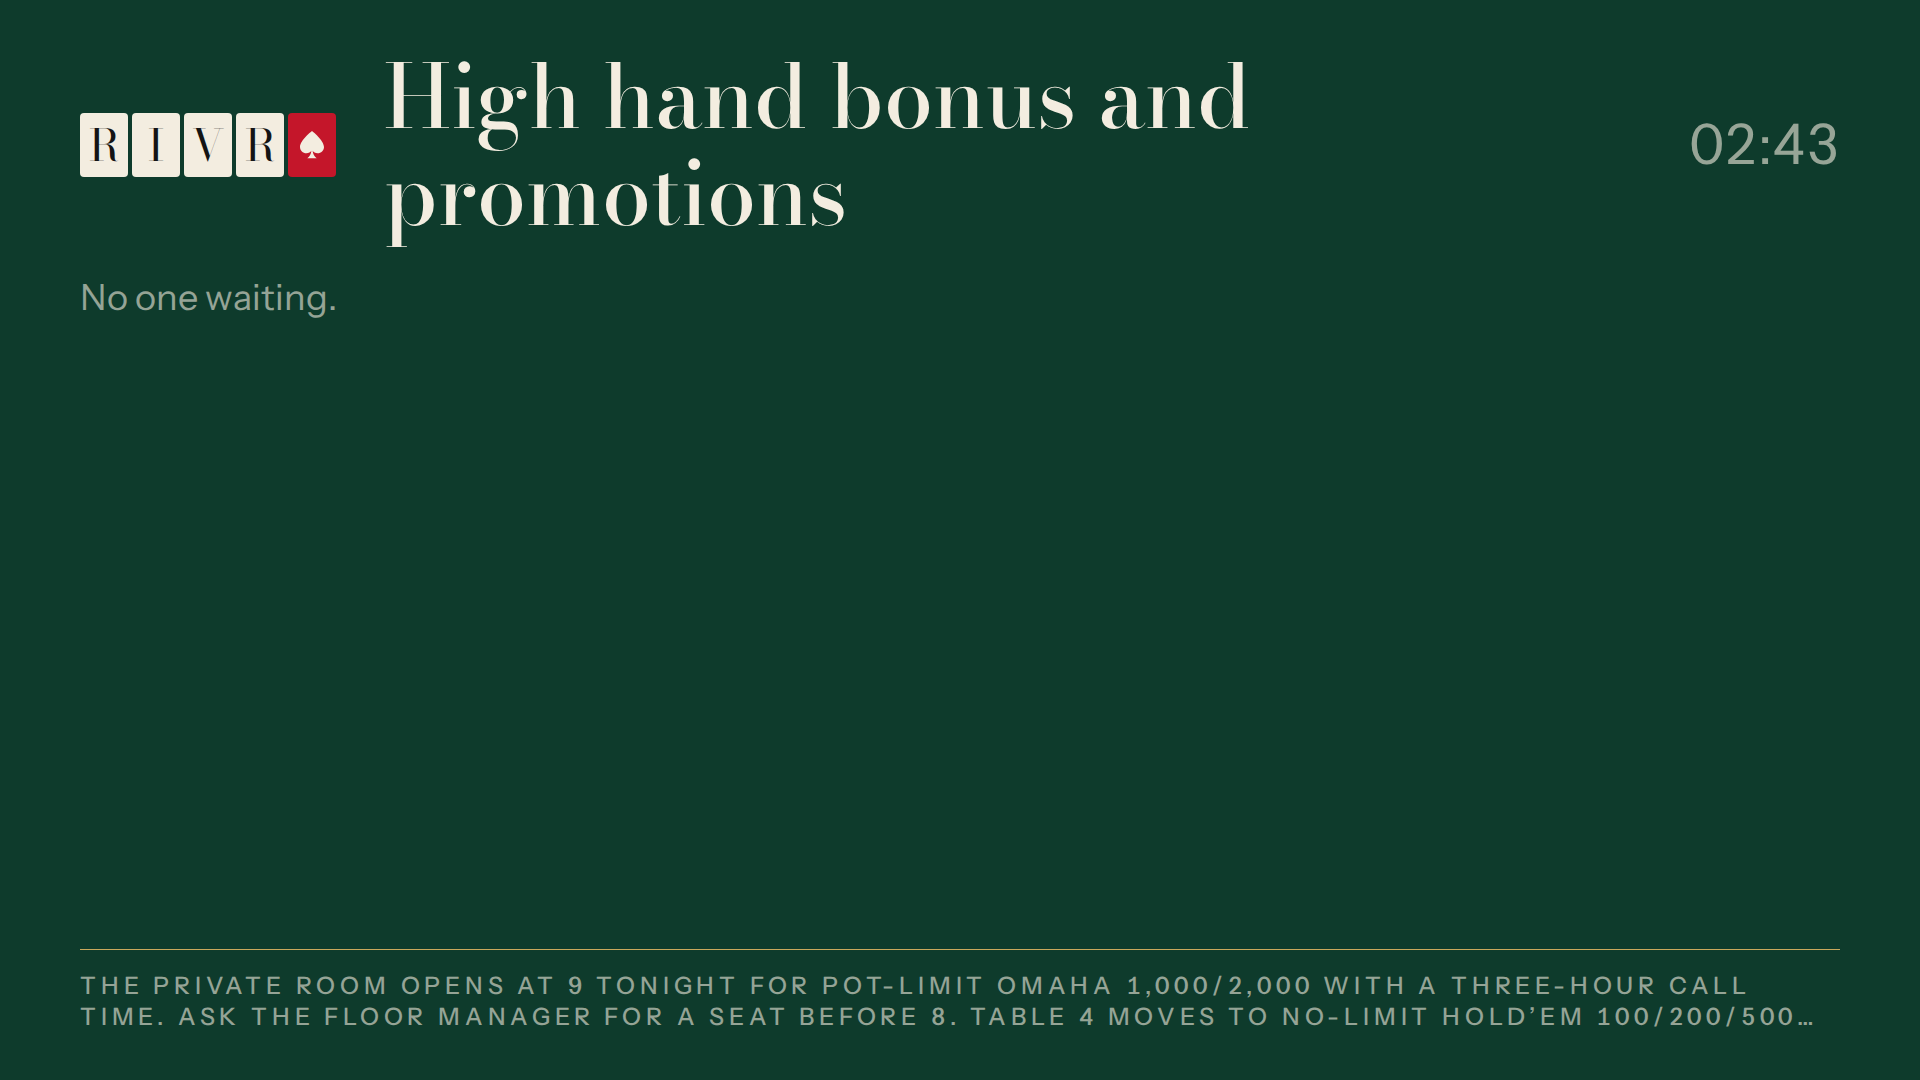 RIVR
High hand bonus and
promotions
02:43
No one waiting.
THE PRIVATE ROOM OPENS AT 9 TONIGHT FOR POT-LIMIT OMAHA 1,000/2,000 WITH A THREE-HOUR CALL
TIME. ASK THE FLOOR MANAGER FOR A SEAT BEFORE 8. TABLE 4 MOVES TO NO-LIMIT HOLD’EM 100/200/500…